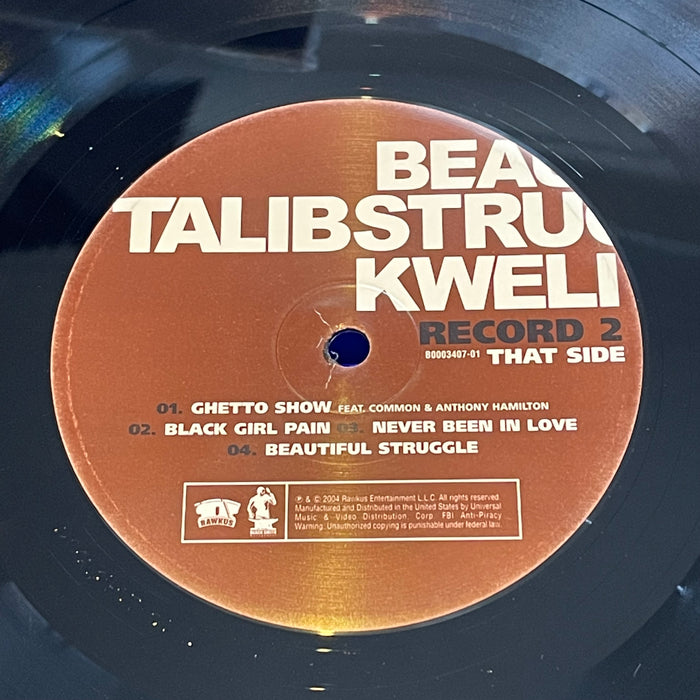 BEAU
TALIBSTRUG
KWELI
RECORD 2
B0003407-01 THAT SIDE
01. GHETTO SHOW FEAT. COMMON & ANTHONY HAMILTON
02. BLACK GIRL PAIN 03. NEVER BEEN IN LOVE
04. BEAUTIFUL STRUGGLE
RAWKUS
BLACK SMITH
℗ & © 2004 Rawkus Entertainment L.L.C. All rights reserved.
Manufactured and Distributed in the United States by Universal
Music & Video Distribution Corp. FBI Anti-Piracy
Warning: Unauthorized copying is punishable under federal law.